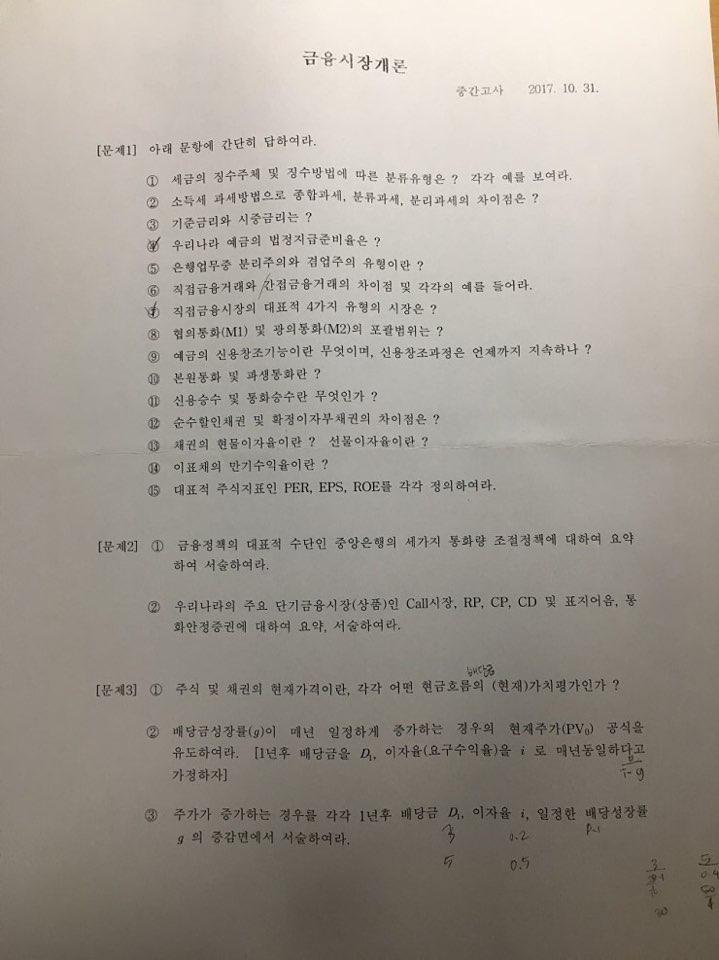 금융시장개론
중간고사 2017. 10. 31.
[문제1] 아래 문항에 간단히 답하여라.
① 세금의 징수주체 및 징수방법에 따른 분류유형은 ? 각각 예를 보여라.
② 소득세 과세방법으로 종합과세, 분류과세, 분리과세의 차이점은 ?
③ 기준금리와 시중금리는 ?
④ 우리나라 예금의 법정지급준비율은 ?
⑤ 은행업무중 분리주의와 겸업주의 유형이란 ?
⑥ 직접금융거래와 간접금융거래의 차이점 및 각각의 예를 들어라.
⑦ 직접금융시장의 대표적 4가지 유형의 시장은 ?
⑧ 협의통화(M1) 및 광의통화(M2)의 포괄범위는 ?
⑨ 예금의 신용창조기능이란 무엇이며, 신용창조과정은 언제까지 지속하나 ?
⑩ 본원통화 및 파생통화란 ?
⑪ 신용승수 및 통화승수란 무엇인가 ?
⑫ 순수할인채권 및 확정이자부채권의 차이점은 ?
⑬ 채권의 현물이자율이란 ? 선물이자율이란 ?
⑭ 이표채의 만기수익율이란 ?
⑮ 대표적 주식지표인 PER, EPS, ROE를 각각 정의하여라.
[문제2] ① 금융정책의 대표적 수단인 중앙은행의 세가지 통화량 조절정책에 대하여 요약
하여 서술하여라.
② 우리나라의 주요 단기금융시장(상품)인 Call시장, RP, CP, CD 및 표지어음, 통
화안정증권에 대하여 요약, 서술하여라.
배당금
[문제3] ① 주식 및 채권의 현재가격이란, 각각 어떤 현금흐름의 (현재)가치평가인가 ?
② 배당금성장률(g)이 매년 일정하게 증가하는 경우의 현재주가(PV₀) 공식을
유도하여라. [1년후 배당금을 D₁, 이자율(요구수익율)을 i 로 매년동일하다고
가정하자]
i-g
③ 주가가 증가하는 경우를 각각 1년후 배당금 D₁, 이자율 i, 일정한 배당성장률
g 의 증감면에서 서술하여라.
3 0.2
5 0.5